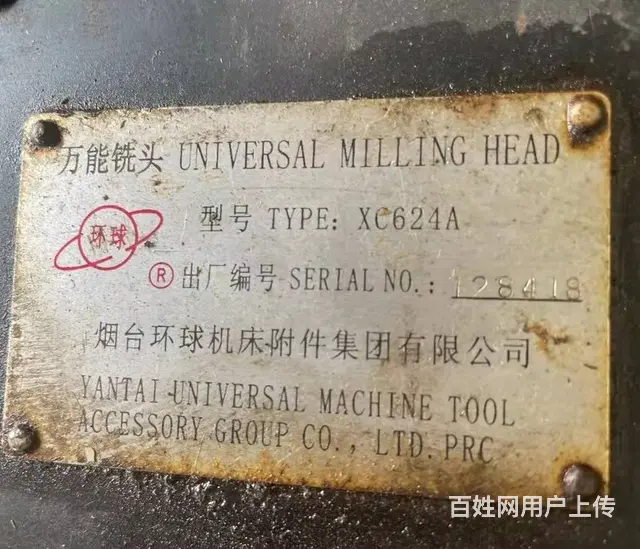 万能铣头 UNIVERSAL MILLING HEAD
环球
型号 TYPE: XC624A
® 出厂编号 SERIAL NO.: 128418
烟台环球机床附件集团有限公司
YANTAI UNIVERSAL MACHINE TOOL
ACCESSORY GROUP CO., LTD. PRC
百姓网用户上传